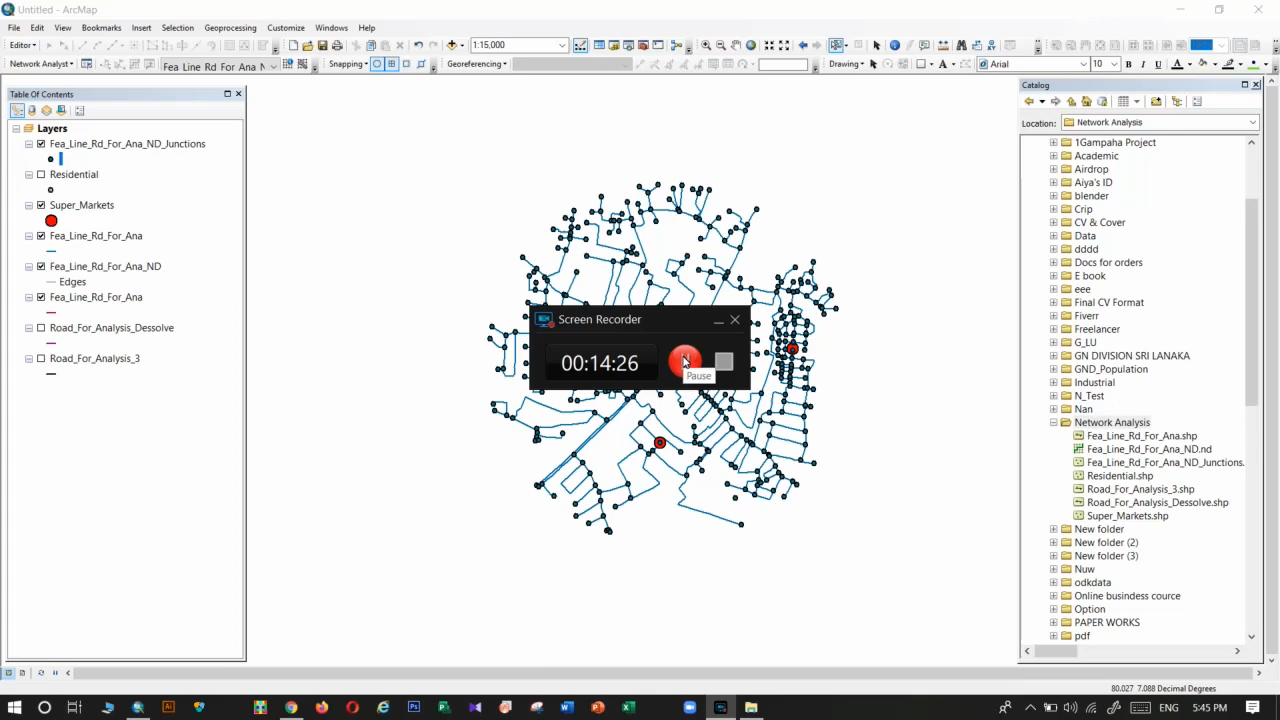 Untitled - ArcMap
File Edit View Bookmarks Insert Selection Geoprocessing Customize Windows Help
Editor 1:15,000
Network Analyst Fea_Line_Rd_For_Ana_N Snapping Georeferencing Drawing A Arial 10 B I U A
Table Of Contents
Layers
Fea_Line_Rd_For_Ana_ND_Junctions
Residential
Super_Markets
Fea_Line_Rd_For_Ana
Fea_Line_Rd_For_Ana_ND
Edges
Fea_Line_Rd_For_Ana
Road_For_Analysis_Dessolve
Road_For_Analysis_3
Screen Recorder
00:14:26
Pause
Catalog
Location: Network Analysis
1Gampaha Project
Academic
Airdrop
Aiya's ID
blender
Crip
CV & Cover
Data
dddd
Docs for orders
E book
eee
Final CV Format
Fiverr
Freelancer
G_LU
GN DIVISION SRI LANAKA
GND_Population
Industrial
N_Test
Nan
Network Analysis
Fea_Line_Rd_For_Ana.shp
Fea_Line_Rd_For_Ana_ND.nd
Fea_Line_Rd_For_Ana_ND_Junctions.
Residential.shp
Road_For_Analysis_3.shp
Road_For_Analysis_Dessolve.shp
Super_Markets.shp
New folder
New folder (2)
New folder (3)
Nuw
odkdata
Online busindess cource
Option
PAPER WORKS
pdf
80.027 7.088 Decimal Degrees
ENG 5:45 PM